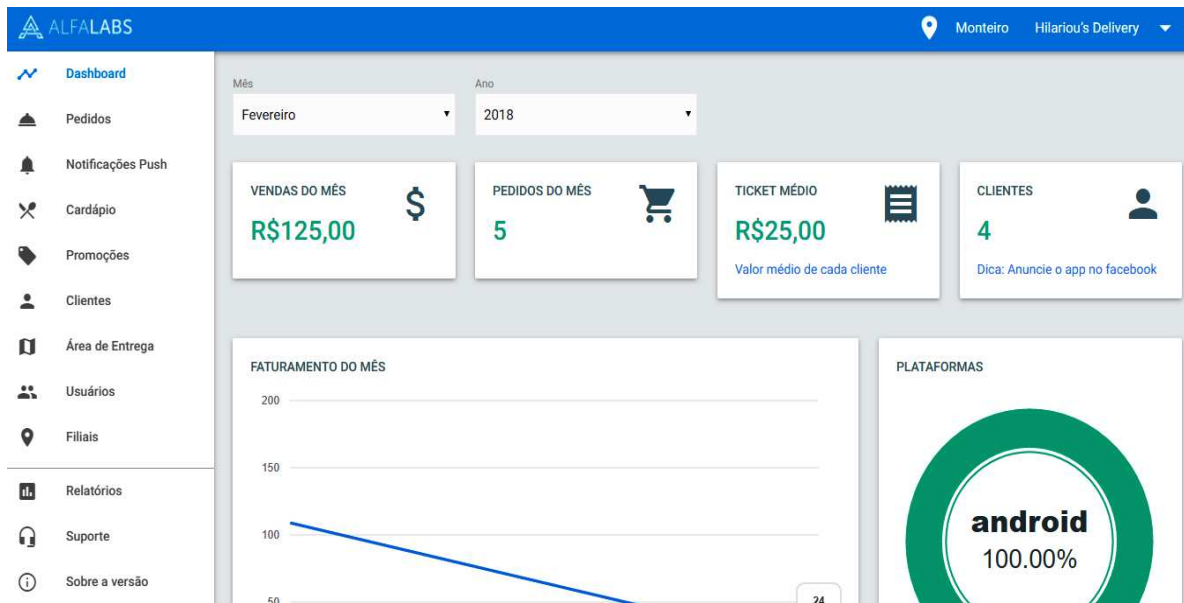 ALFALABS
Monteiro
Hilariou's Delivery
Dashboard
Pedidos
Notificações Push
Cardápio
Promoções
Clientes
Área de Entrega
Usuários
Filiais
Relatórios
Suporte
Sobre a versão
Mês
Fevereiro
Ano
2018
VENDAS DO MÊS
$
R$125,00
PEDIDOS DO MÊS
5
TICKET MÉDIO
R$25,00
Valor médio de cada cliente
CLIENTES
4
Dica: Anuncie o app no facebook
FATURAMENTO DO MÊS
200
150
100
50
24
PLATAFORMAS
android
100.00%